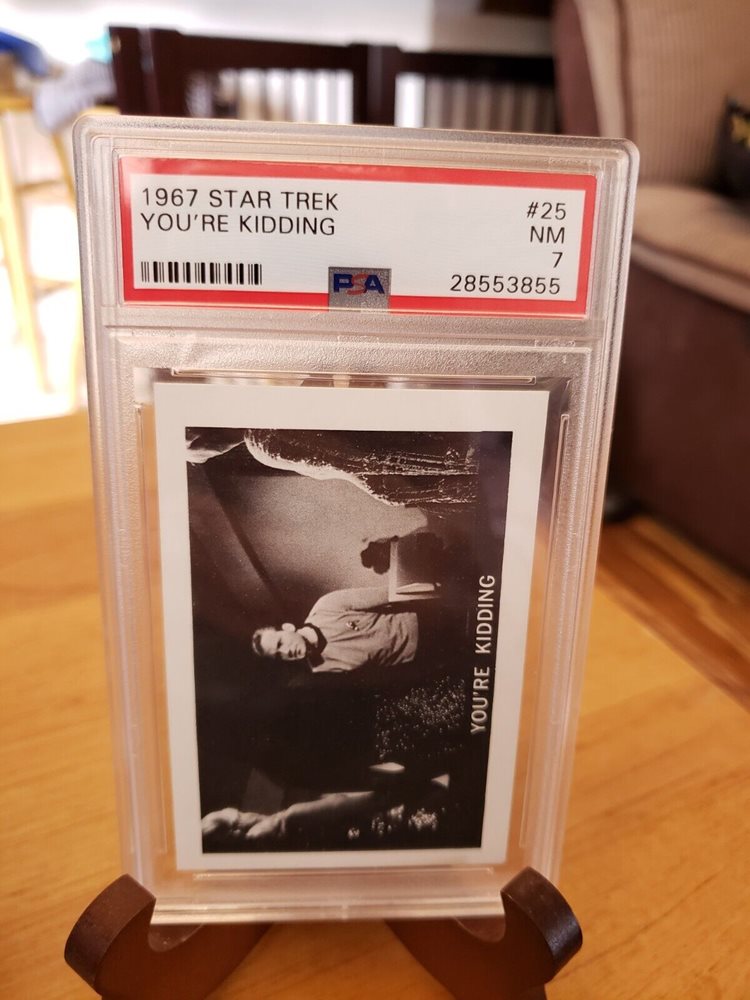 1967 STAR TREK
#25
YOU'RE KIDDING
NM
7
PSA
28553855
YOU'RE KIDDING